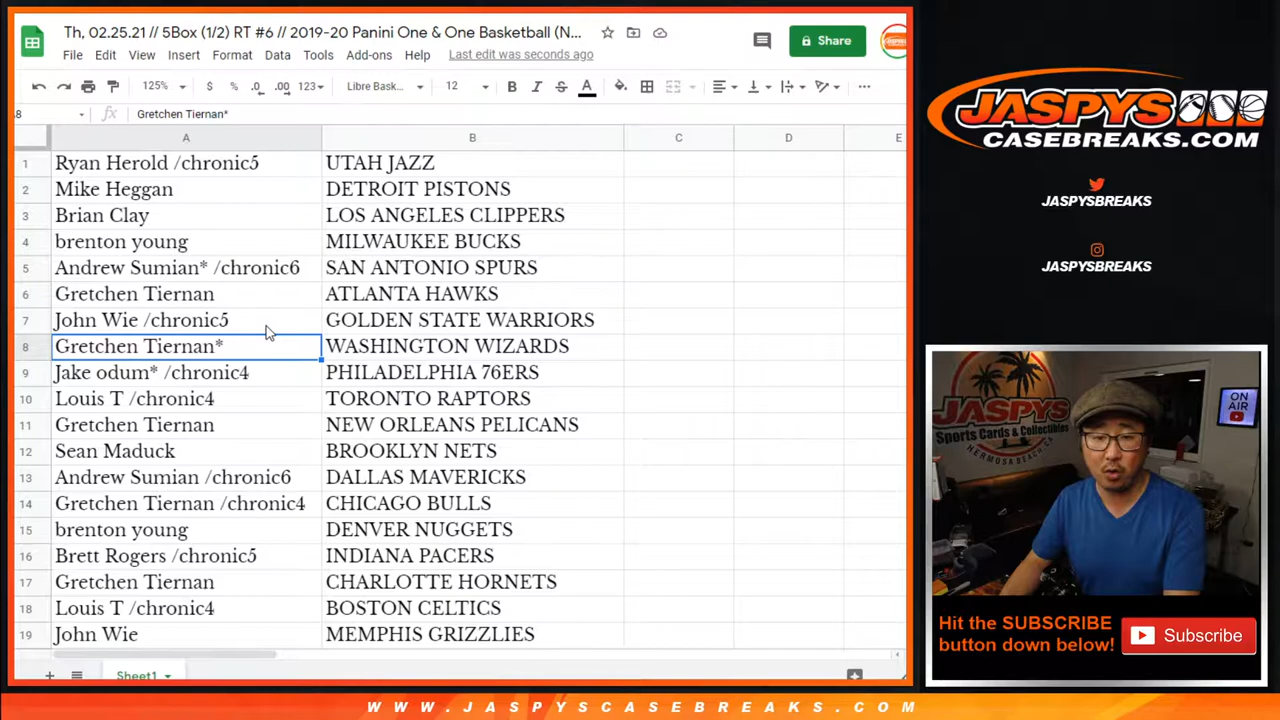 Th, 02.25.21 // 5Box (1/2) RT #6 // 2019-20 Panini One & One Basketball (N...
Share
File Edit View Insert Format Data Tools Add-ons Help Last edit was seconds ago
125% $ % .0 .00 123 Libre Bask... 12 B I S A
Gretchen Tiernan*
A B C D E
1 Ryan Herold /chronic5 UTAH JAZZ
2 Mike Heggan DETROIT PISTONS
3 Brian Clay LOS ANGELES CLIPPERS
4 brenton young MILWAUKEE BUCKS
5 Andrew Sumian* /chronic6 SAN ANTONIO SPURS
6 Gretchen Tiernan ATLANTA HAWKS
7 John Wie /chronic5 GOLDEN STATE WARRIORS
8 Gretchen Tiernan* WASHINGTON WIZARDS
9 Jake odum* /chronic4 PHILADELPHIA 76ERS
10 Louis T /chronic4 TORONTO RAPTORS
11 Gretchen Tiernan NEW ORLEANS PELICANS
12 Sean Maduck BROOKLYN NETS
13 Andrew Sumian /chronic6 DALLAS MAVERICKS
14 Gretchen Tiernan /chronic4 CHICAGO BULLS
15 brenton young DENVER NUGGETS
16 Brett Rogers /chronic5 INDIANA PACERS
17 Gretchen Tiernan CHARLOTTE HORNETS
18 Louis T /chronic4 BOSTON CELTICS
19 John Wie MEMPHIS GRIZZLIES
Sheet1
JASPYS
CASEBREAKS.COM
JASPYSBREAKS
JASPYSBREAKS
JASPYS
Sports Cards & Collectibles
HERMOSA BEACH
ON AIR
Hit the SUBSCRIBE
button down below!
Subscribe
WWW.JASPYSCASEBREAKS.COM